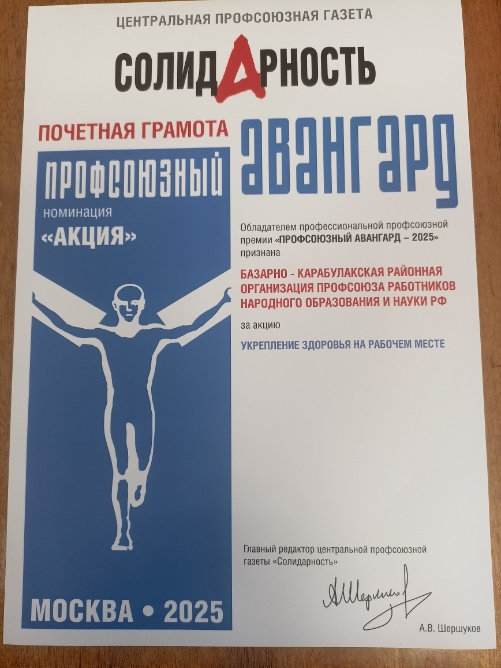 ЦЕНТРАЛЬНАЯ ПРОФСОЮЗНАЯ ГАЗЕТА
СОЛИДАРНОСТЬ
ПОЧЕТНАЯ ГРАМОТА
ПРОФСОЮЗНЫЙ
авангард
номинация
«АКЦИЯ»
Обладателем профессиональной профсоюзной
премии «ПРОФСОЮЗНЫЙ АВАНГАРД – 2025»
признана
БАЗАРНО - КАРАБУЛАКСКАЯ РАЙОННАЯ
ОРГАНИЗАЦИЯ ПРОФСОЮЗА РАБОТНИКОВ
НАРОДНОГО ОБРАЗОВАНИЯ И НАУКИ РФ
за акцию
УКРЕПЛЕНИЕ ЗДОРОВЬЯ НА РАБОЧЕМ МЕСТЕ
Главный редактор центральной профсоюзной
газеты «Солидарность»
А.В. Шершуков
МОСКВА • 2025